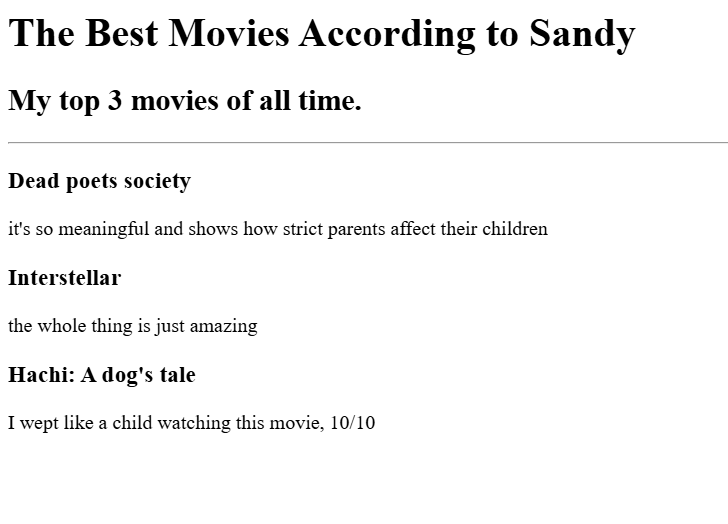 The Best Movies According to Sandy
My top 3 movies of all time.
Dead poets society
it's so meaningful and shows how strict parents affect their children
Interstellar
the whole thing is just amazing
Hachi: A dog's tale
I wept like a child watching this movie, 10/10